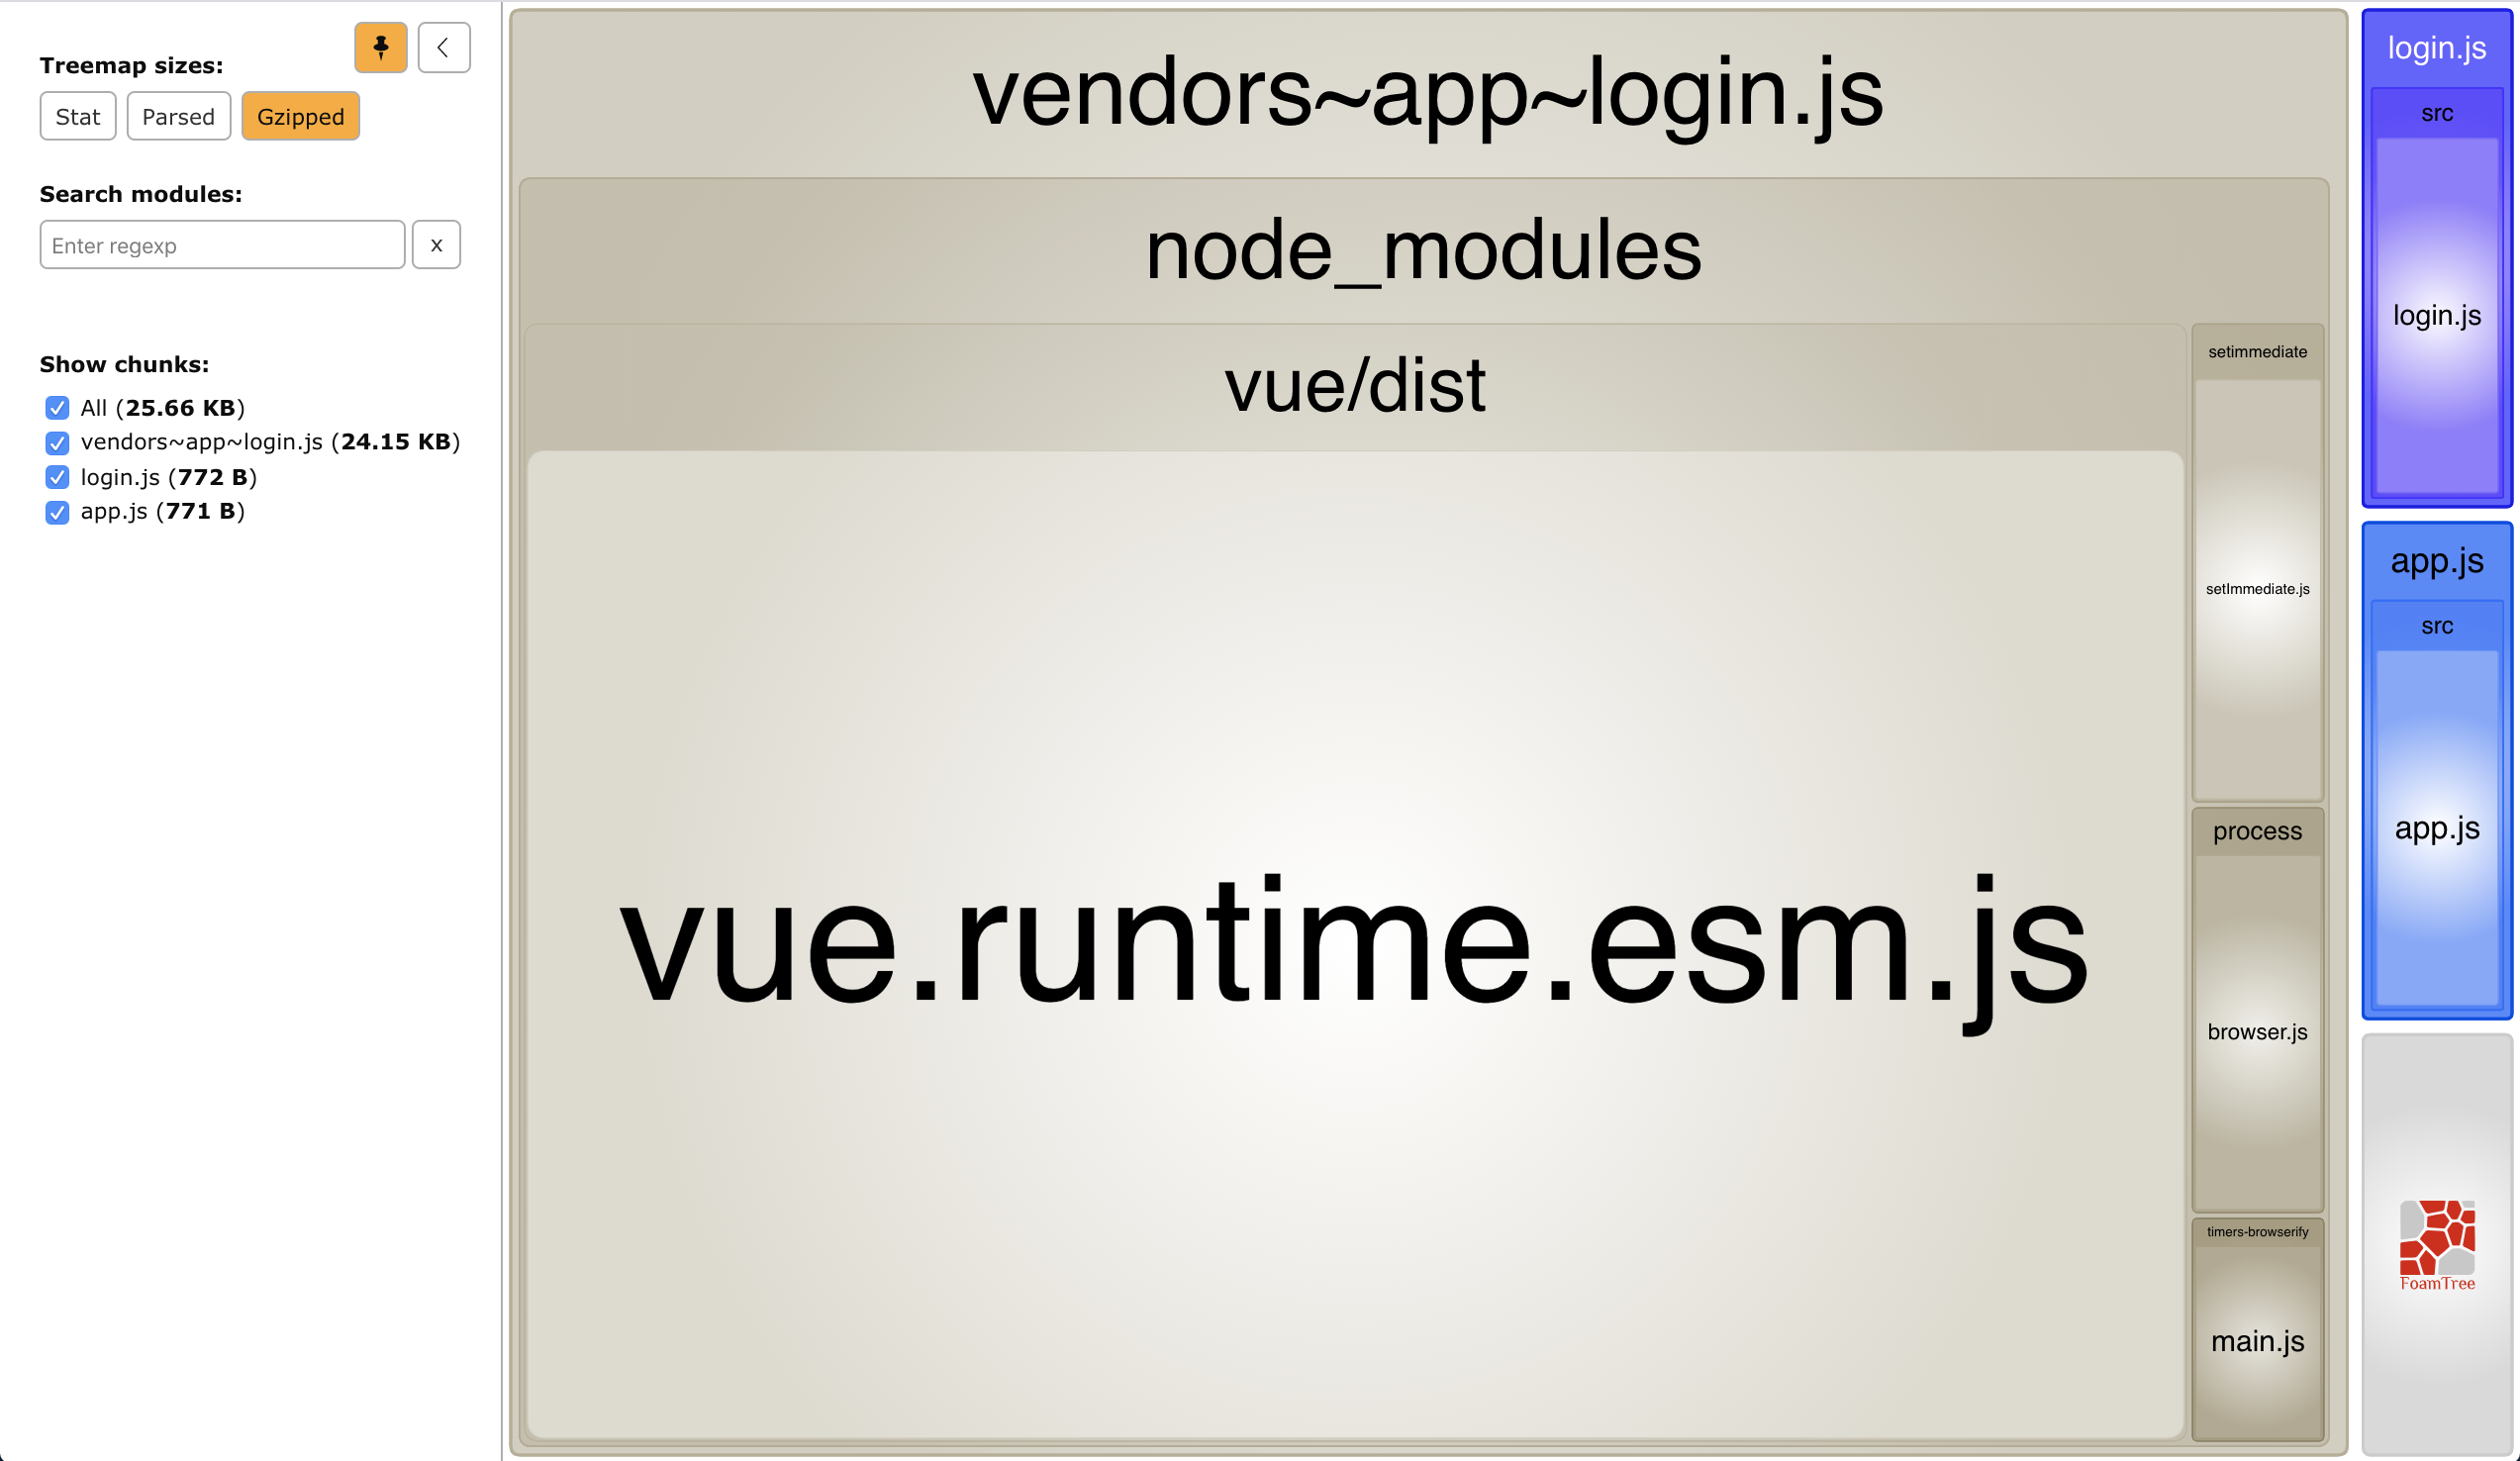 Treemap sizes:
Stat Parsed Gzipped
Search modules:
Enter regexp x
Show chunks:
All (25.66 KB)
vendors~app~login.js (24.15 KB)
login.js (772 B)
app.js (771 B)
vendors~app~login.js
node_modules
vue/dist
vue.runtime.esm.js
setimmediate
setImmediate.js
process
browser.js
timers-browserify
main.js
login.js
src
login.js
app.js
src
app.js
FoamTree